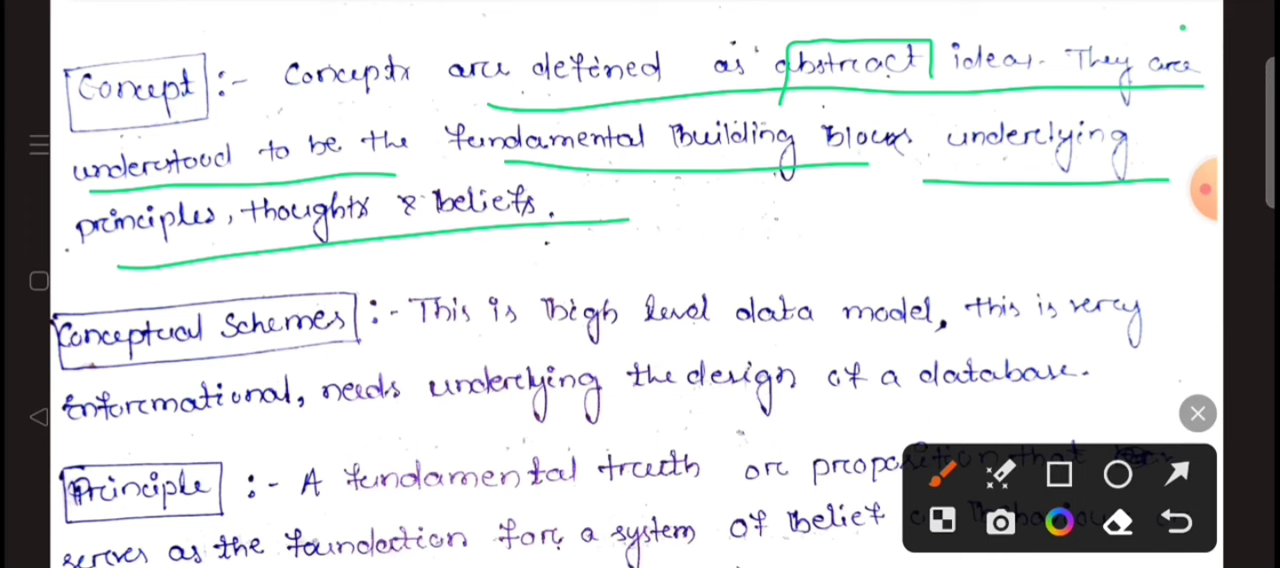 Concept :- Concepts are defined as abstract ideas. They are
understood to be the fundamental Building blocks underlying
principles, thoughts & beliefs.
Conceptual Schemes :- This is high level data model, this is very
informational, needs underlying the design of a database.
Principle :- A fundamental truth or proposition that
serves as the foundation for a system of belief